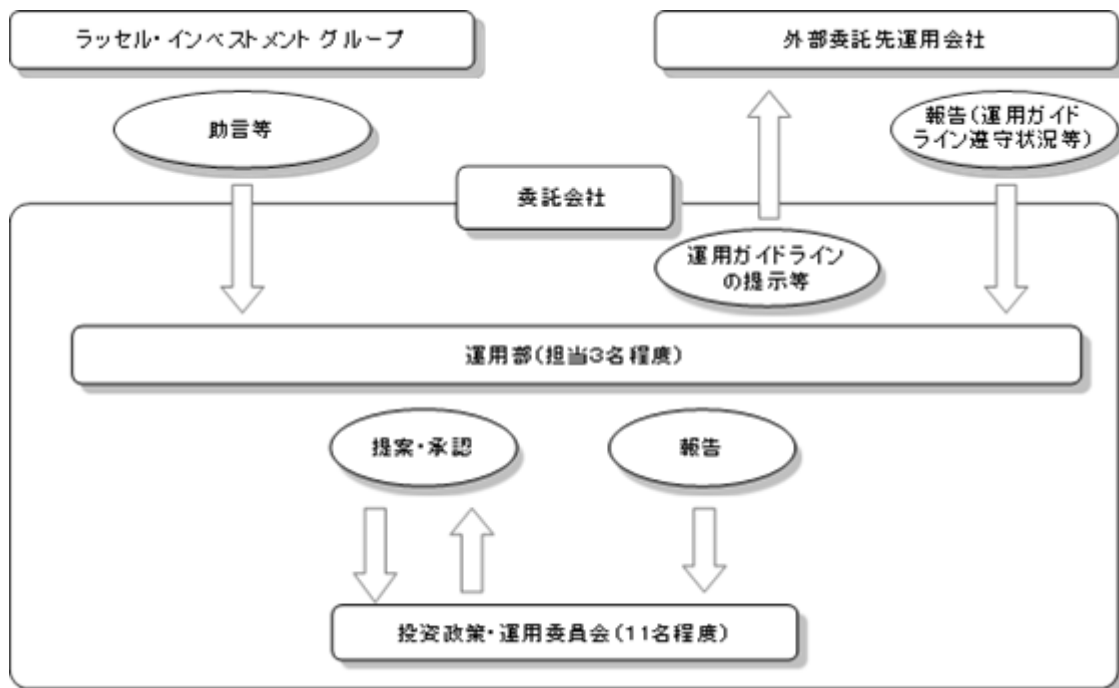 ラッセル・インベストメント グループ
外部委託先運用会社
助言等
報告(運用ガイド
ライン遵守状況等)
委託会社
運用ガイドライン
の提示等
運用部(担当3名程度)
提案・承認
報告
投資政策・運用委員会(11名程度)